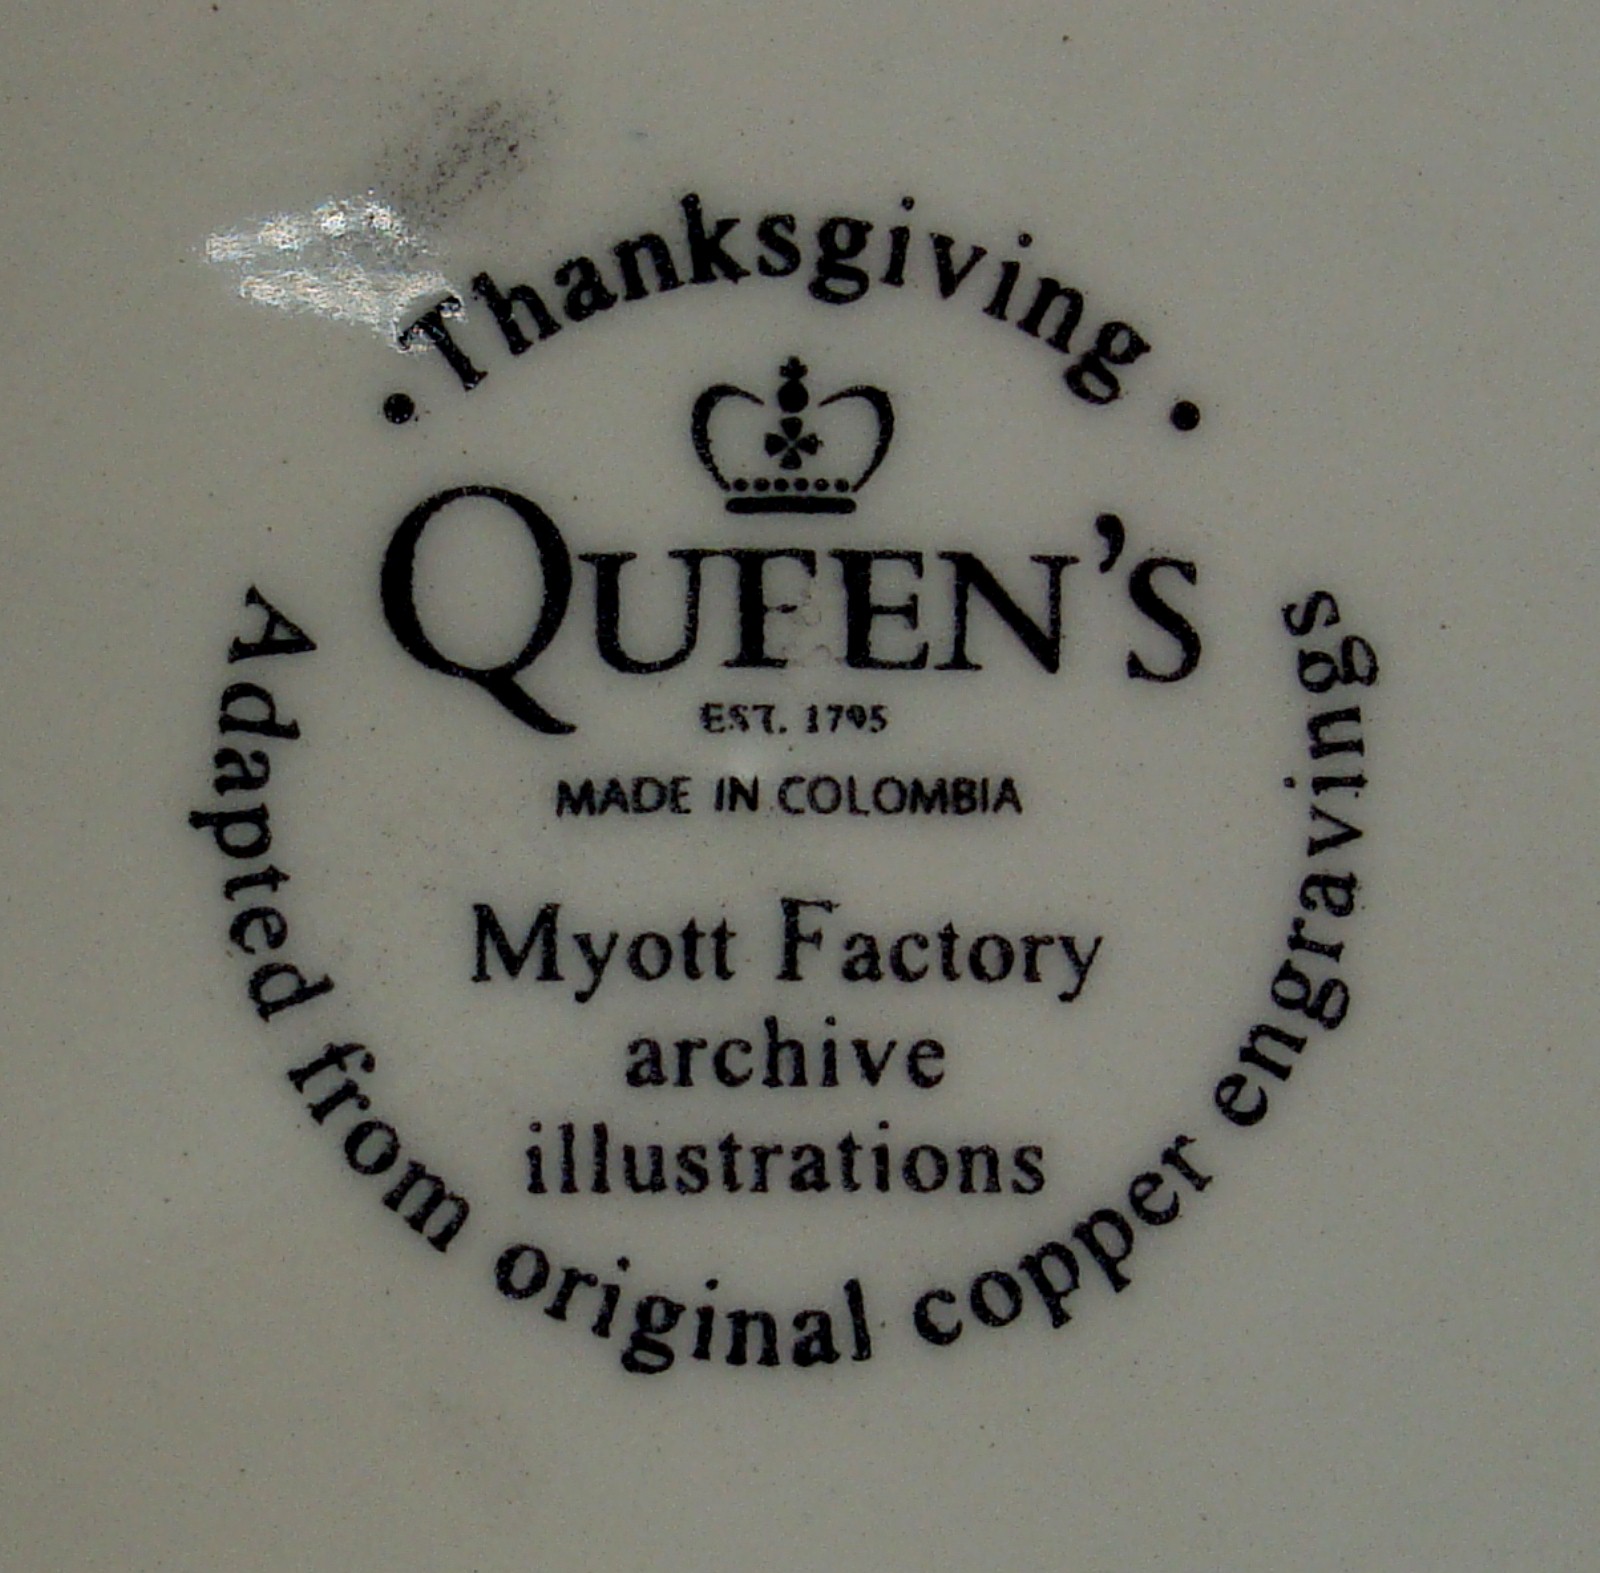 • Thanksgiving •
QUEEN'S
EST. 1795
MADE IN COLOMBIA
Myott Factory
archive
illustrations
Adapted from original copper engravings